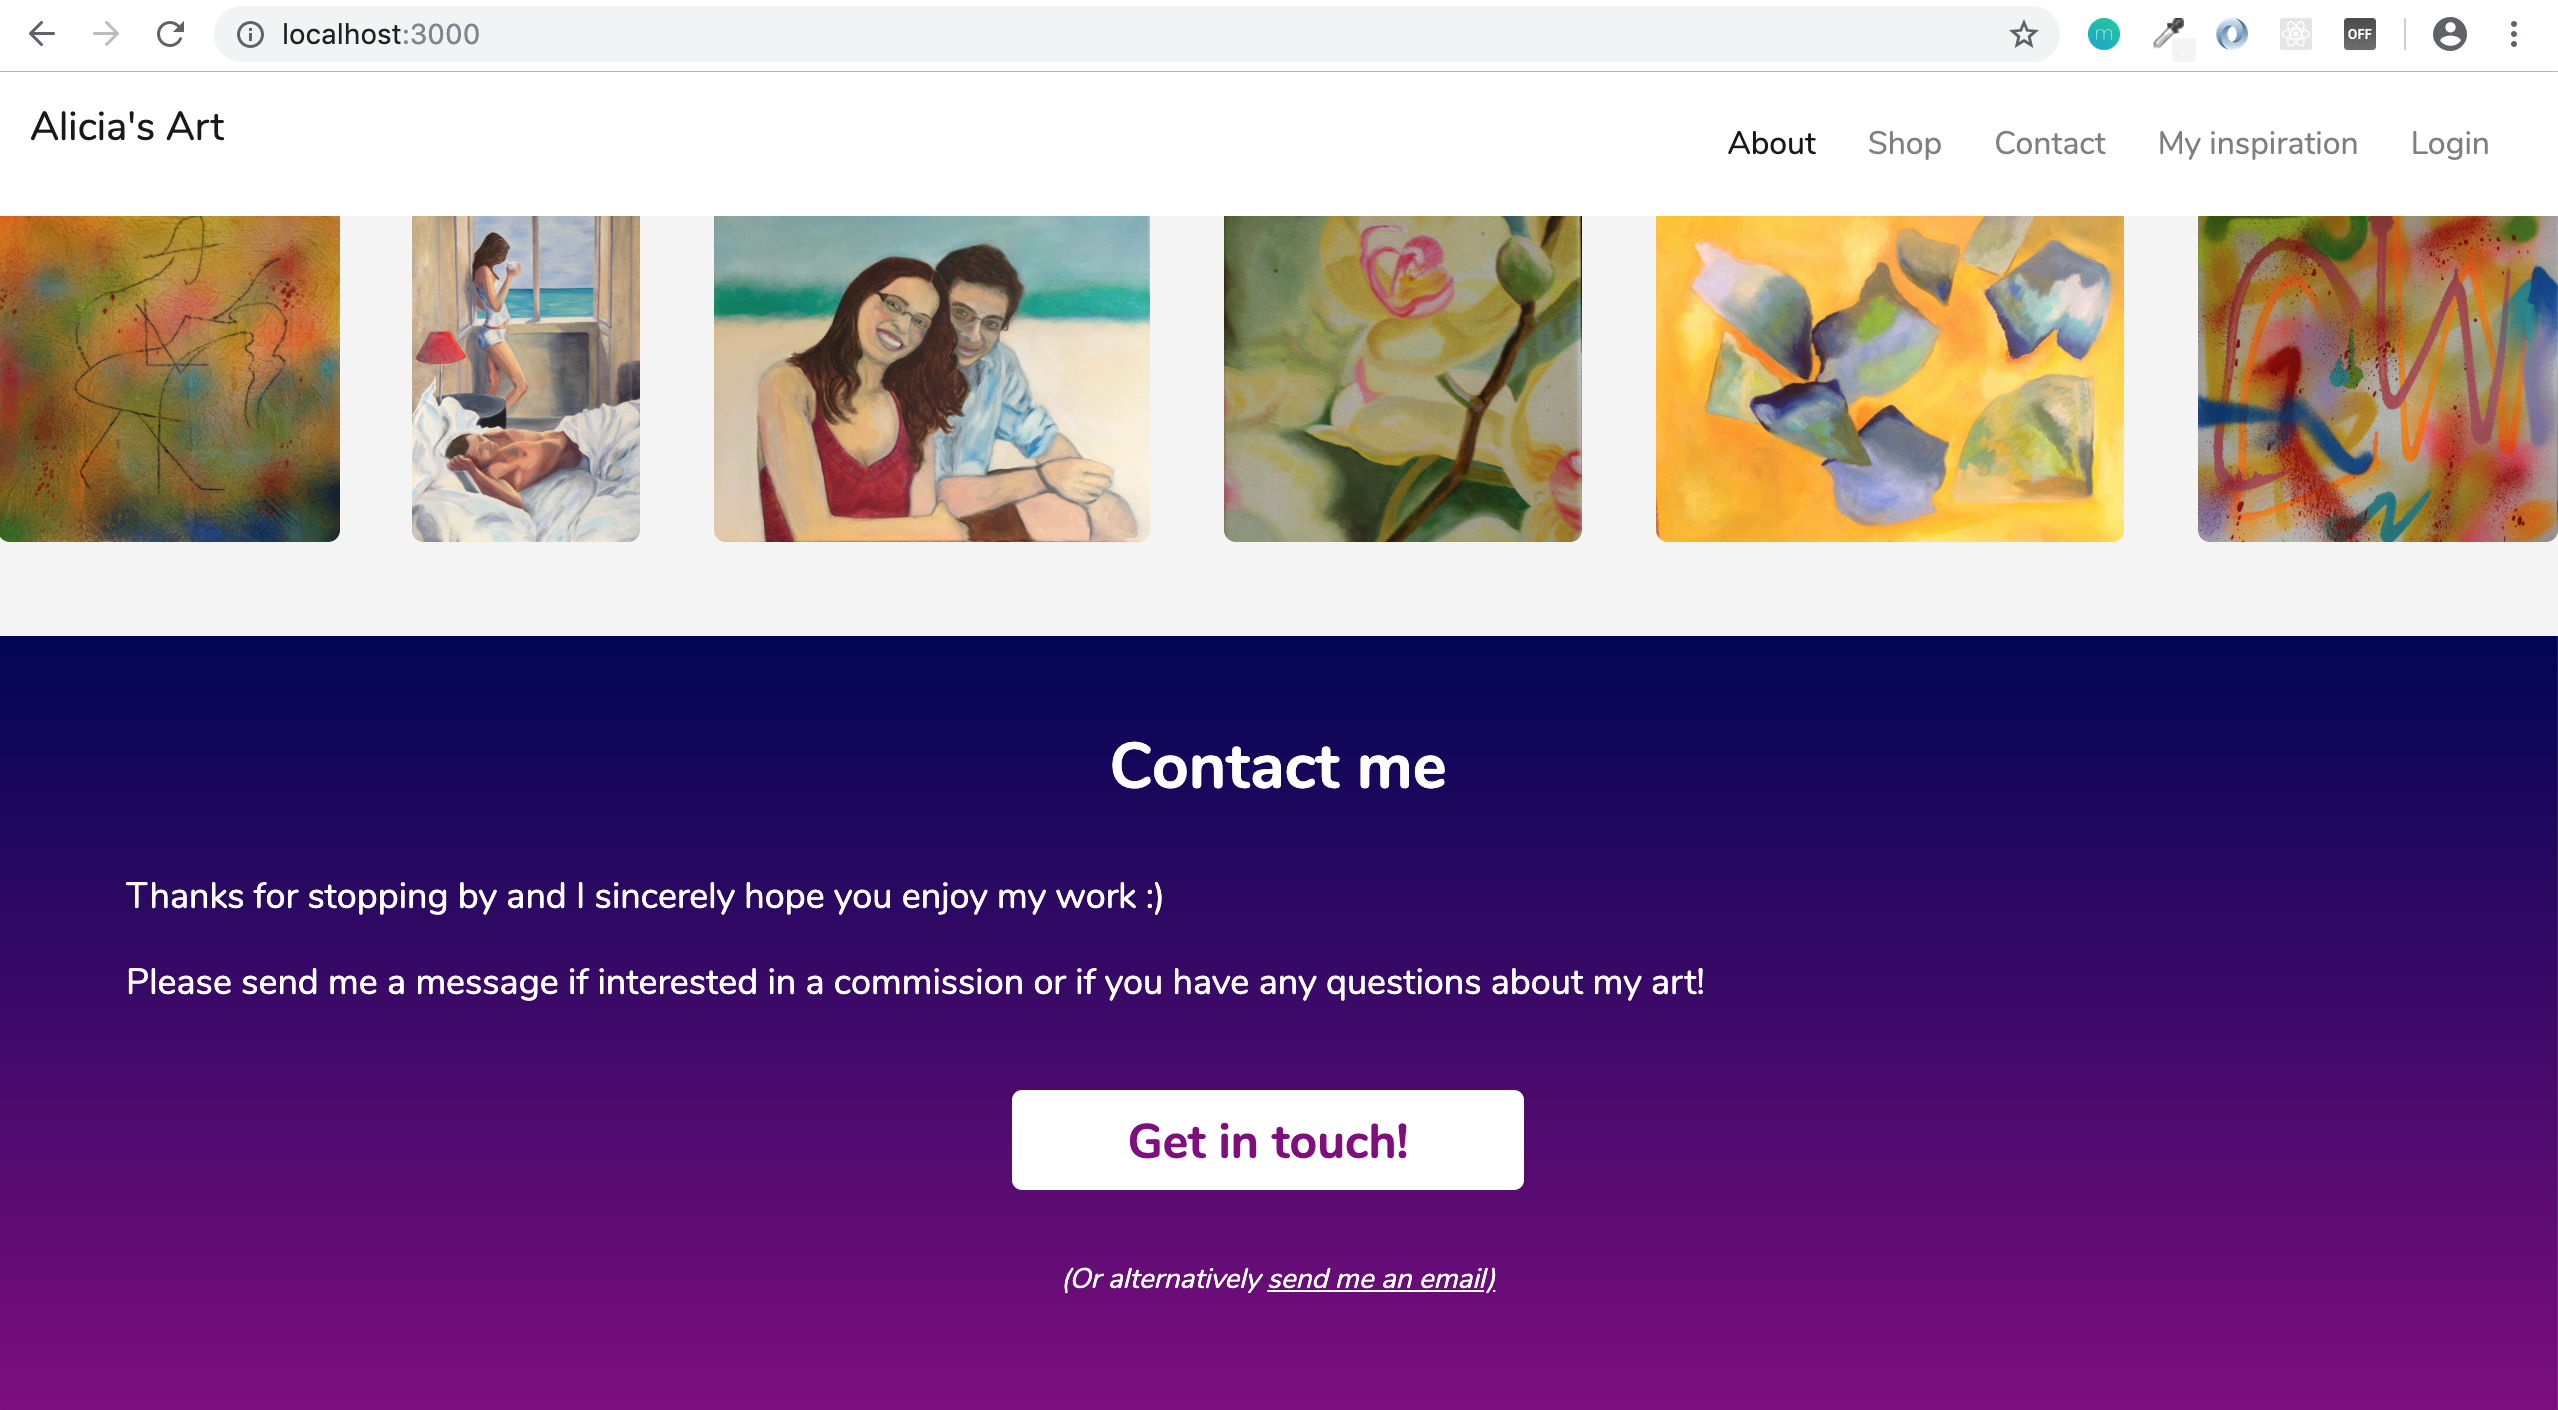 localhost:3000
OFF
Alicia's Art
About Shop Contact My inspiration Login
Contact me
Thanks for stopping by and I sincerely hope you enjoy my work :)
Please send me a message if interested in a commission or if you have any questions about my art!
Get in touch!
(Or alternatively send me an email)